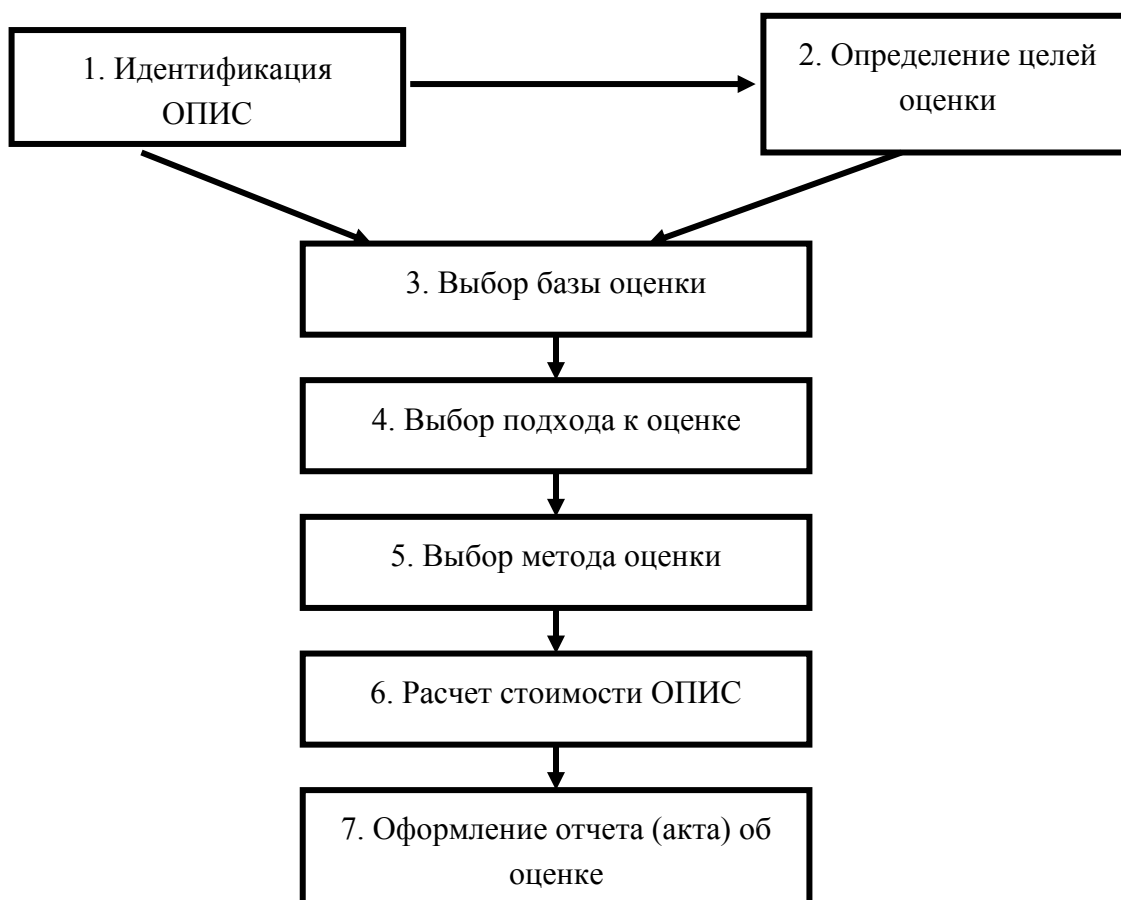 1. Идентификация
ОПИС
2. Определение целей
оценки
3. Выбор базы оценки
4. Выбор подхода к оценке
5. Выбор метода оценки
6. Расчет стоимости ОПИС
7. Оформление отчета (акта) об
оценке